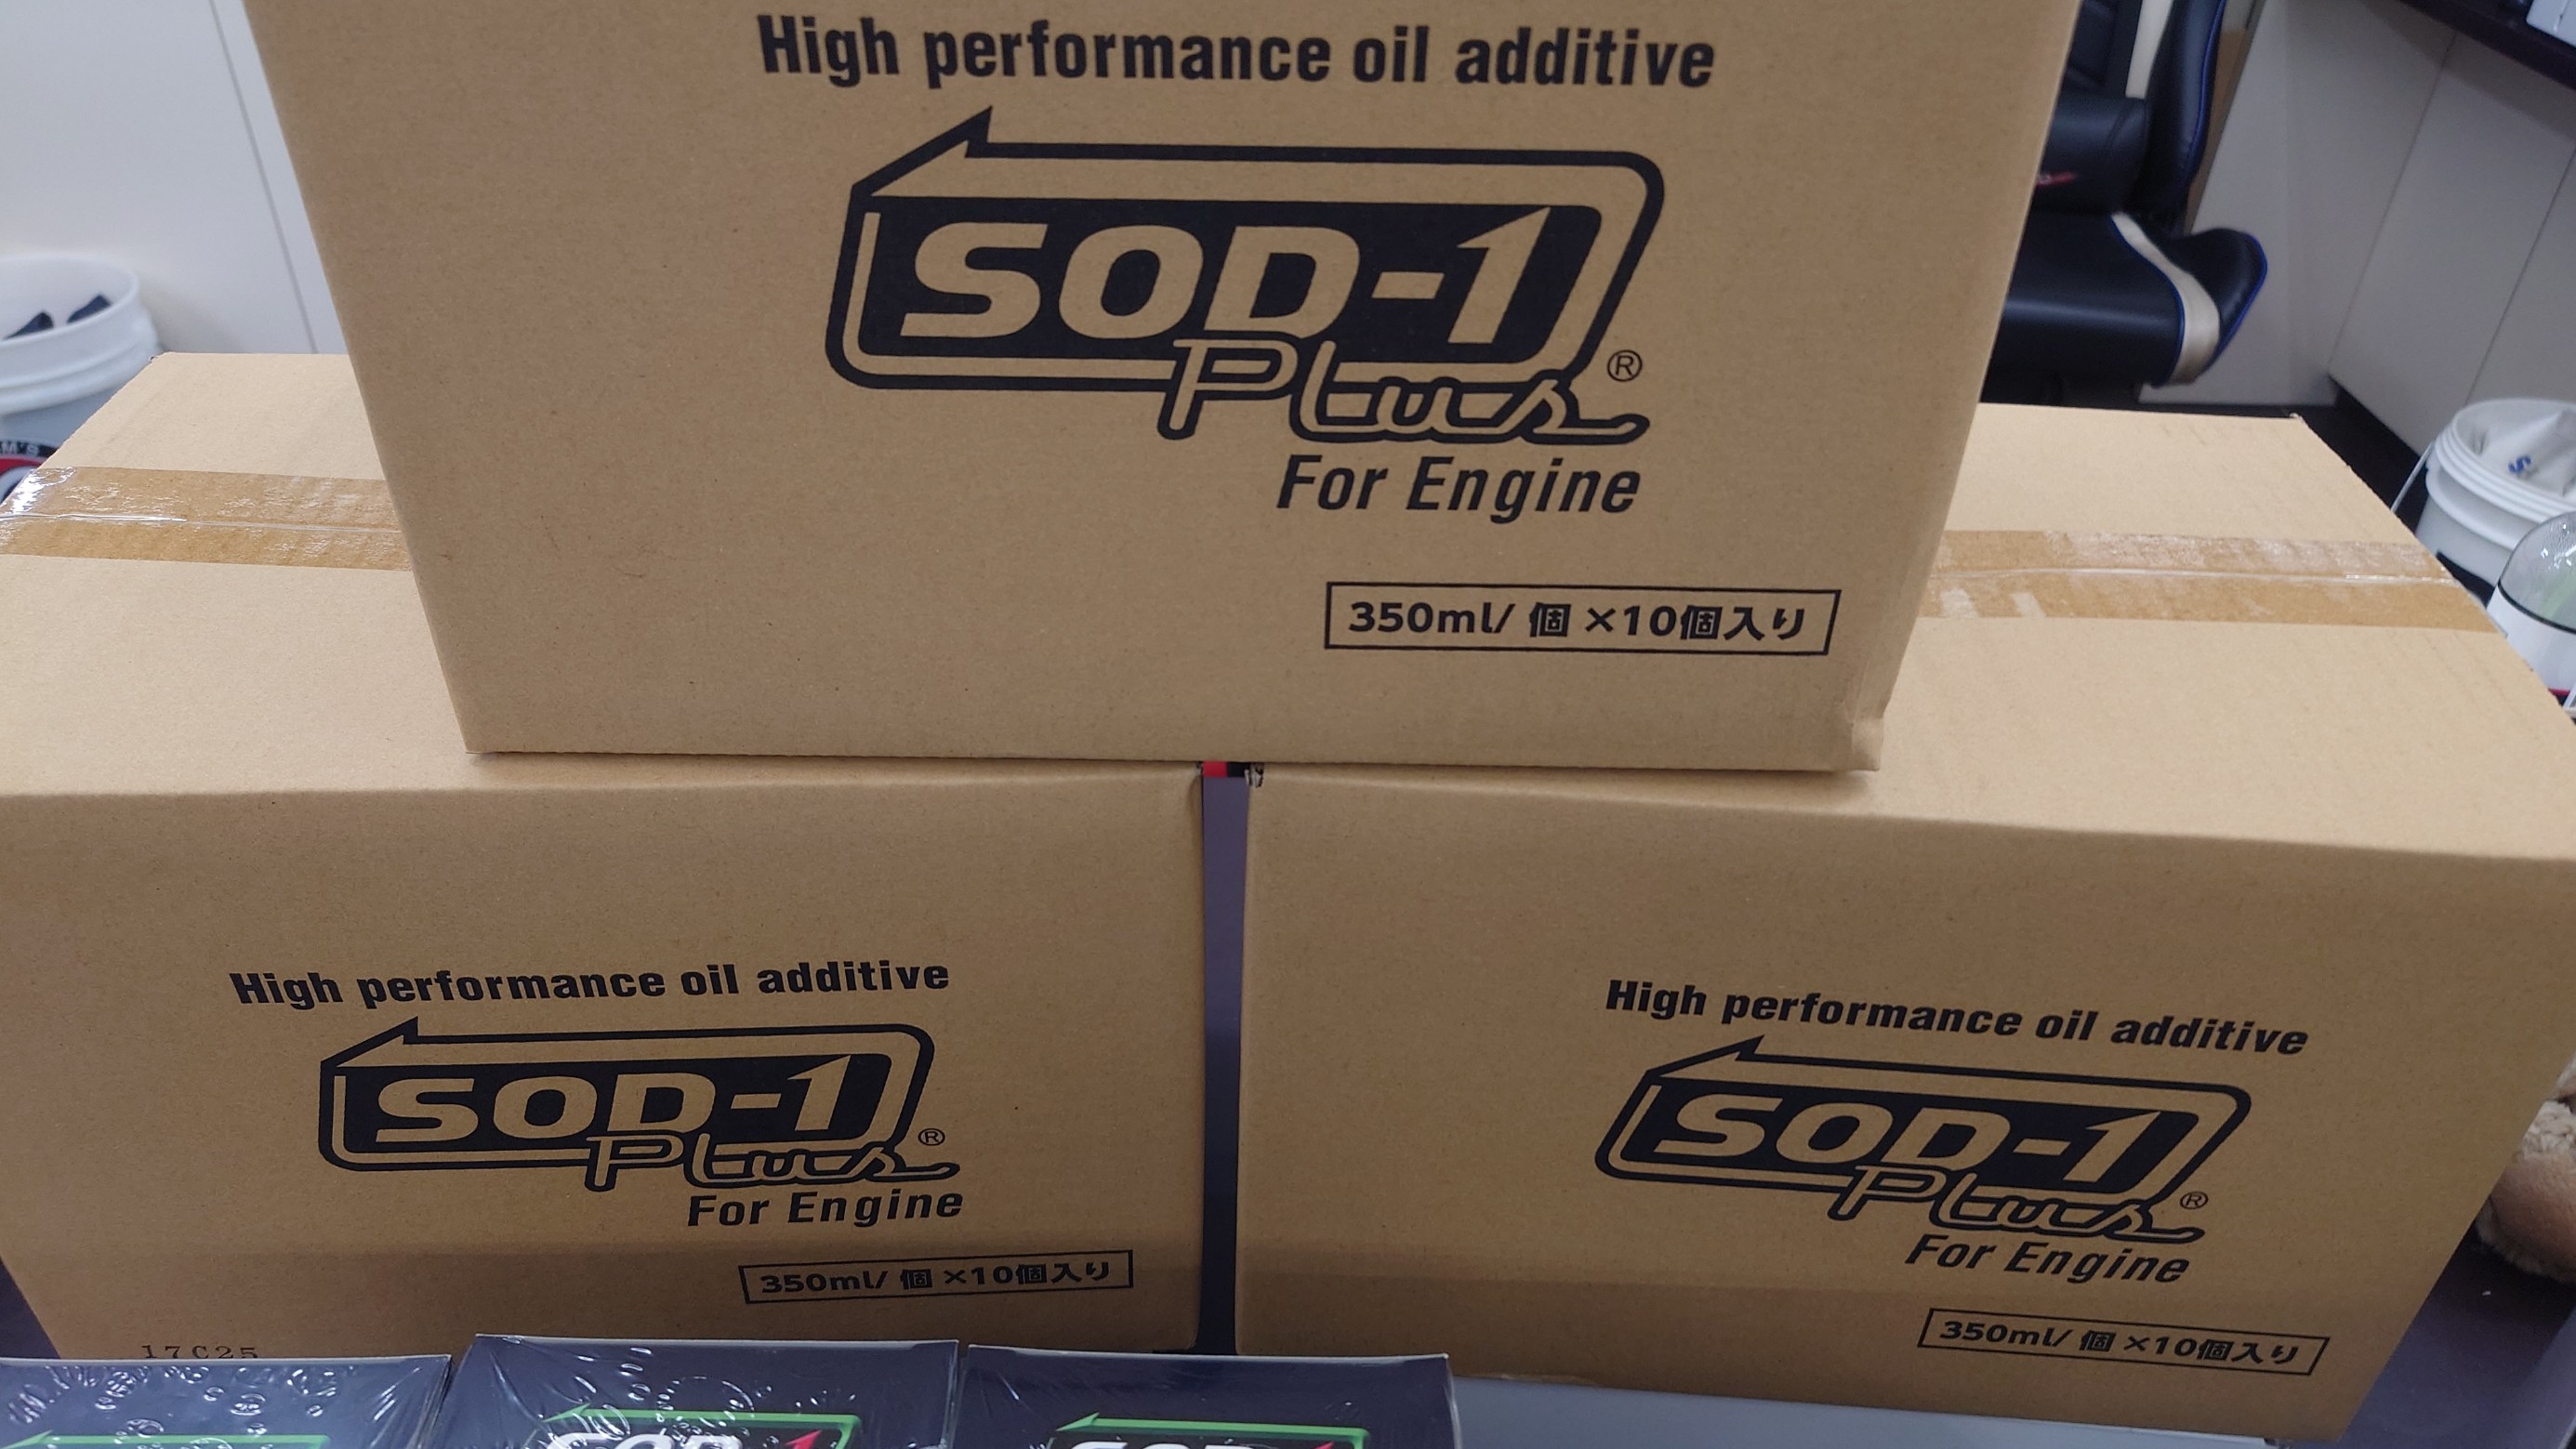 High performance oil additive
SOD-1
Plus ®
For Engine
350ml/ 個 ×10個入り
High performance oil additive
SOD-1
Plus ®
For Engine
350ml/ 個 ×10個入り
17C25
High performance oil additive
SOD-1
Plus ®
For Engine
350ml/ 個 ×10個入り
M's